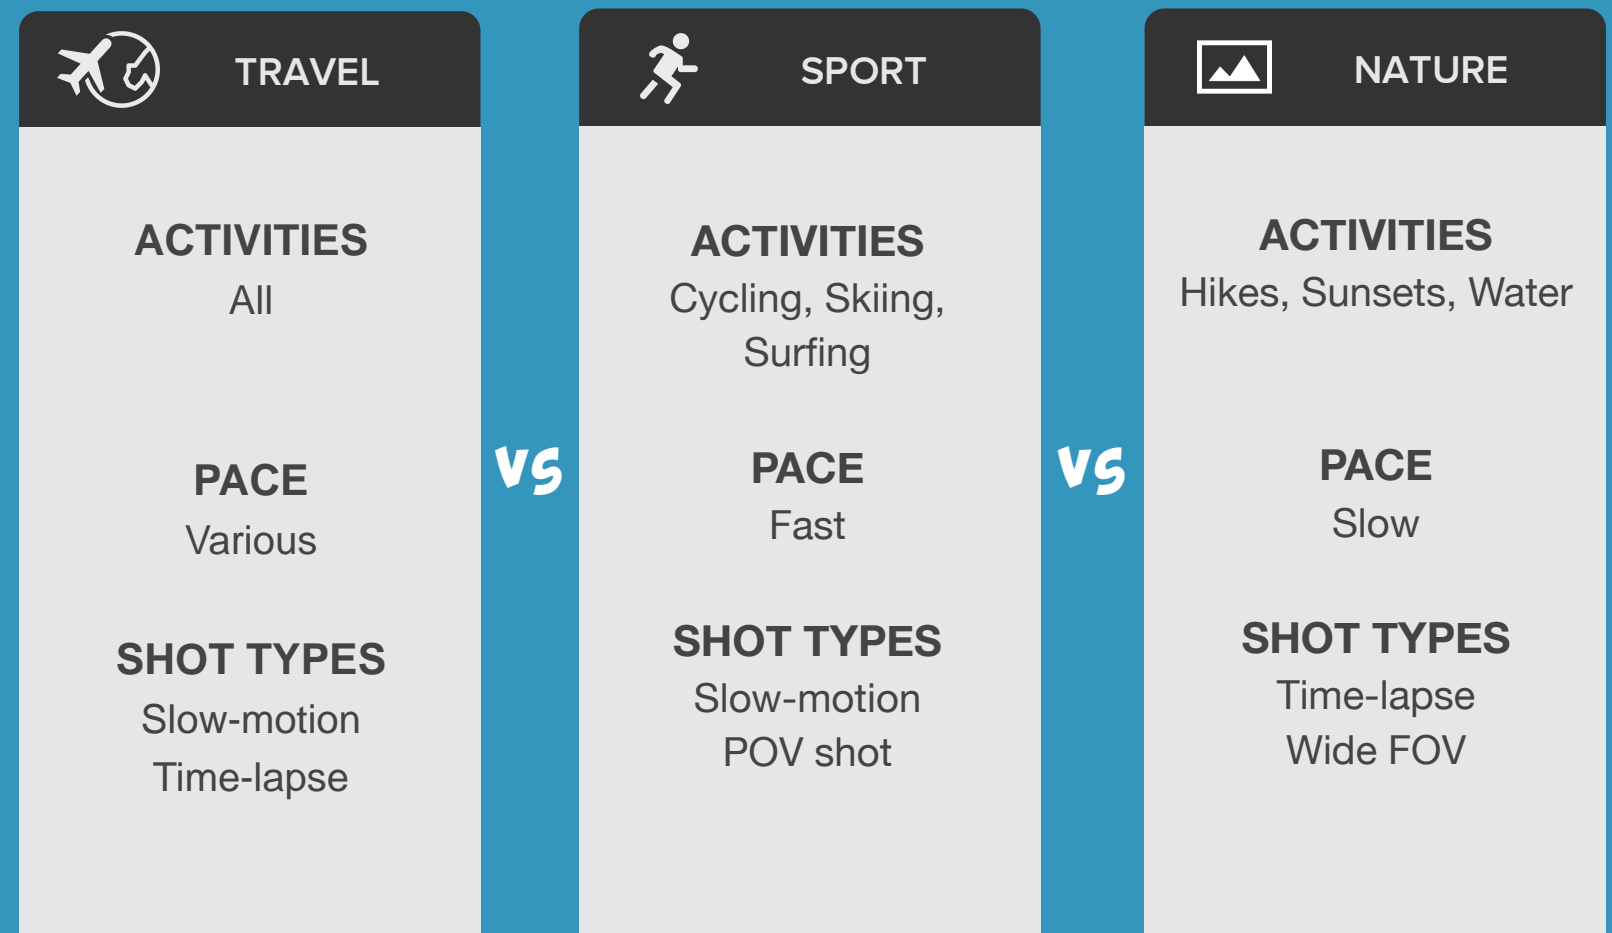 TRAVEL
ACTIVITIES
All
PACE
Various
SHOT TYPES
Slow-motion
Time-lapse
VS
SPORT
ACTIVITIES
Cycling, Skiing,
Surfing
PACE
Fast
SHOT TYPES
Slow-motion
POV shot
VS
NATURE
ACTIVITIES
Hikes, Sunsets, Water
PACE
Slow
SHOT TYPES
Time-lapse
Wide FOV